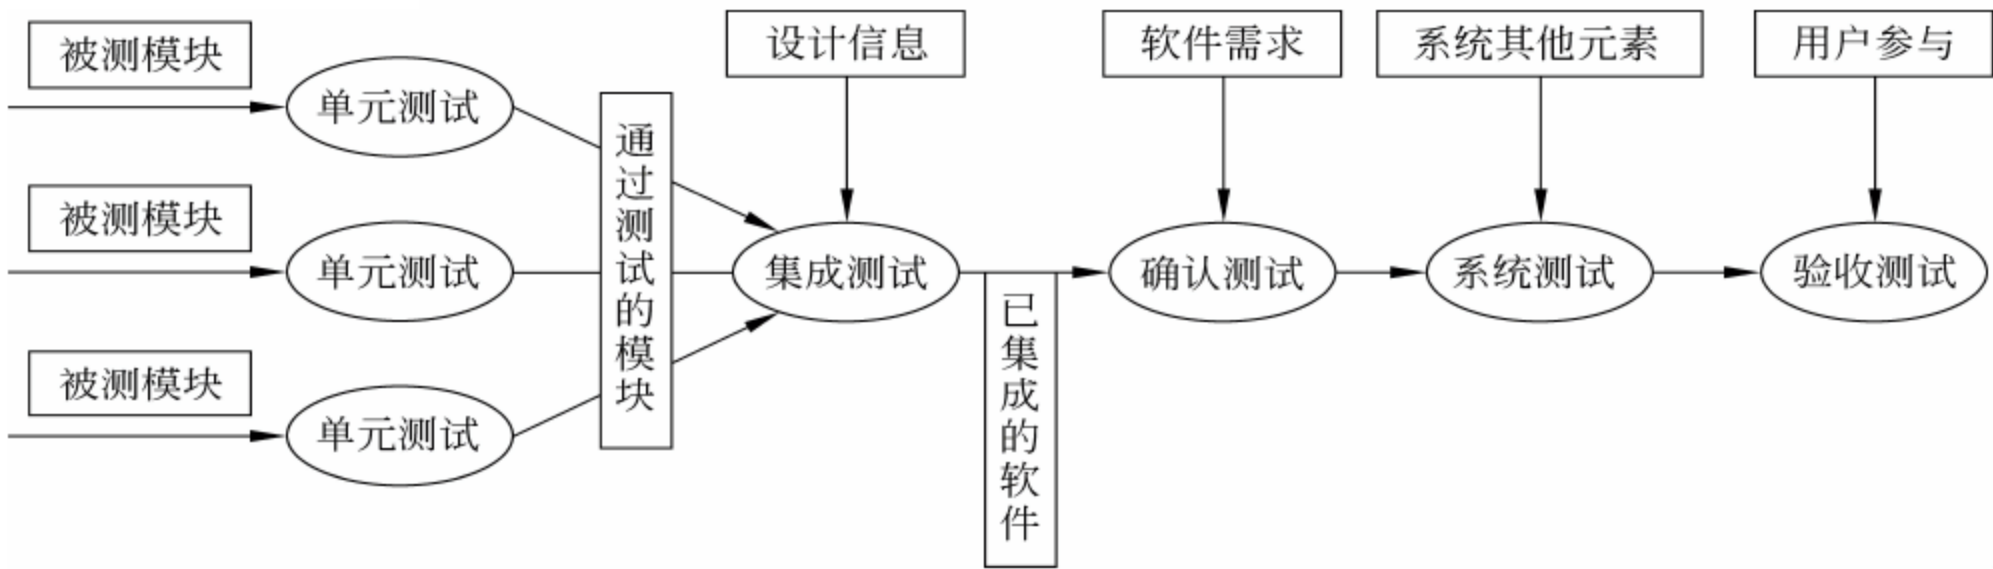 被测模块
单元测试
被测模块
单元测试
被测模块
单元测试
通过测试的模块
设计信息
集成测试
已集成的软件
软件需求
确认测试
系统其他元素
系统测试
用户参与
验收测试